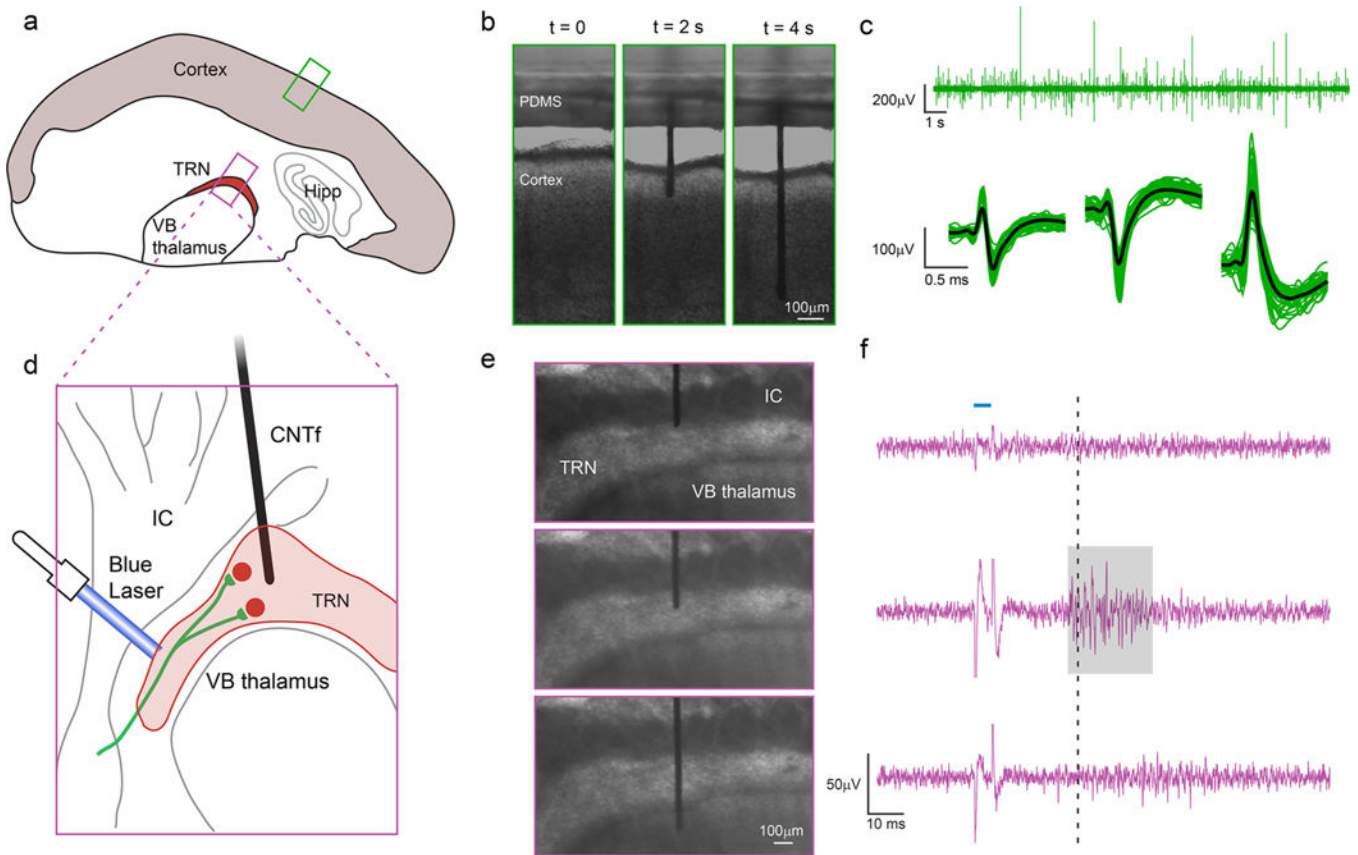 a
Cortex
TRN
Hipp
VB
thalamus
b
t = 0
t = 2 s
t = 4 s
PDMS
Cortex
100μm
c
200μV
1 s
100μV
0.5 ms
d
CNTf
IC
Blue
Laser
TRN
VB thalamus
e
IC
TRN
VB thalamus
100μm
f
50μV
10 ms